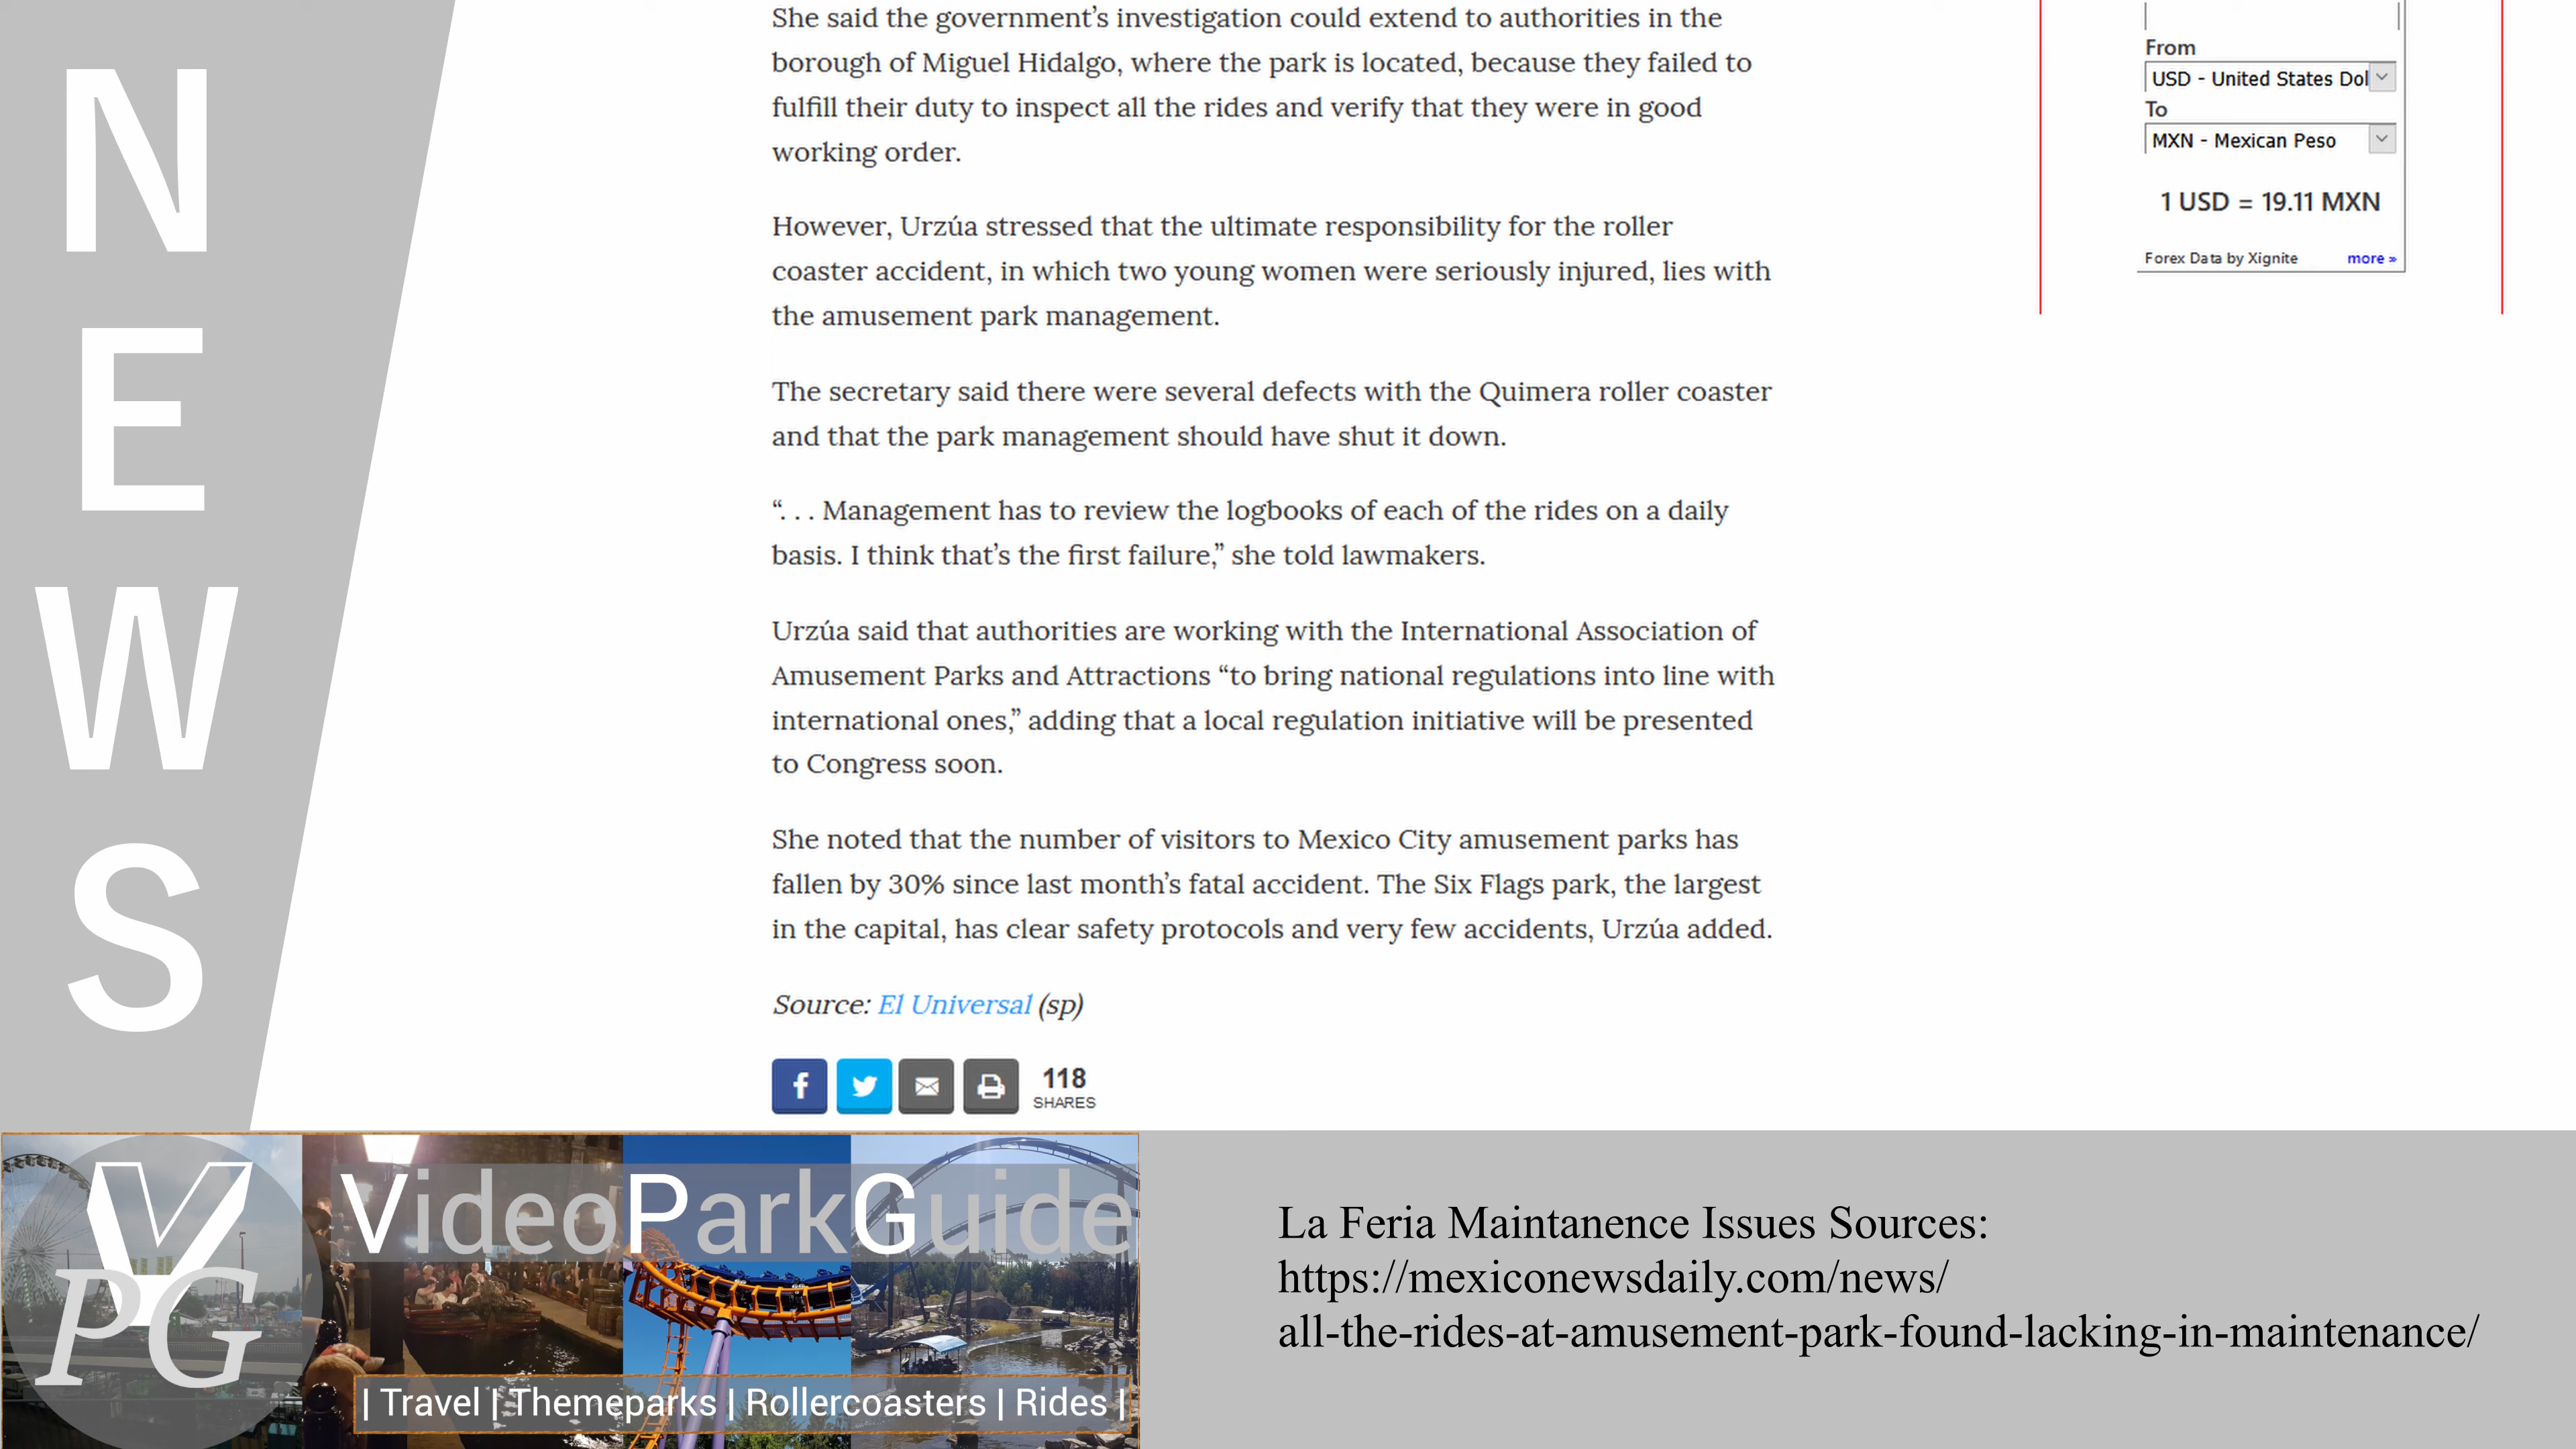 N
E
W
S
She said the government’s investigation could extend to authorities in the
borough of Miguel Hidalgo, where the park is located, because they failed to
fulfill their duty to inspect all the rides and verify that they were in good
working order.
However, Urzúa stressed that the ultimate responsibility for the roller
coaster accident, in which two young women were seriously injured, lies with
the amusement park management.
The secretary said there were several defects with the Quimera roller coaster
and that the park management should have shut it down.
“. . . Management has to review the logbooks of each of the rides on a daily
basis. I think that’s the first failure,” she told lawmakers.
Urzúa said that authorities are working with the International Association of
Amusement Parks and Attractions “to bring national regulations into line with
international ones,” adding that a local regulation initiative will be presented
to Congress soon.
She noted that the number of visitors to Mexico City amusement parks has
fallen by 30% since last month’s fatal accident. The Six Flags park, the largest
in the capital, has clear safety protocols and very few accidents, Urzúa added.
Source: El Universal (sp)
118
SHARES
From
USD - United States Dol
To
MXN - Mexican Peso
1 USD = 19.11 MXN
Forex Data by Xignite more »
VPG
VideoParkGuide
| Travel | Themeparks | Rollercoasters | Rides |
La Feria Maintanence Issues Sources:
https://mexiconewsdaily.com/news/
all-the-rides-at-amusement-park-found-lacking-in-maintenance/